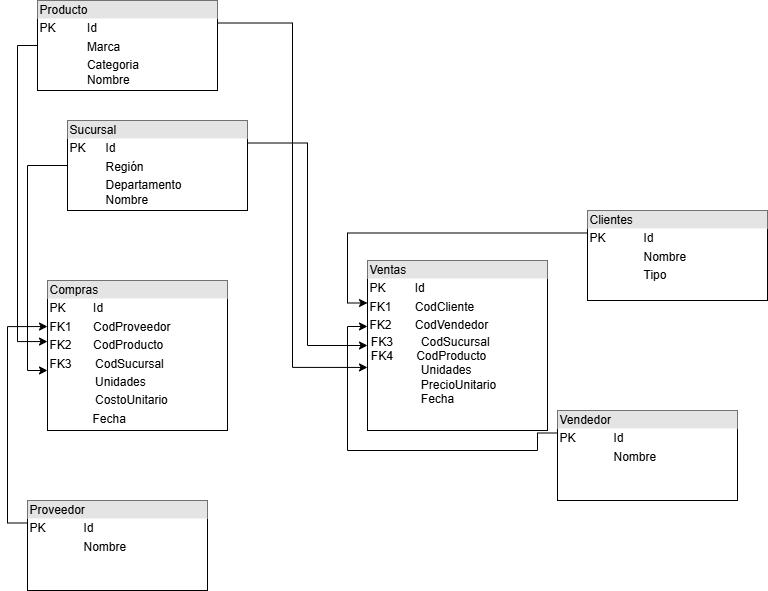 Producto
PK Id
Marca
Categoria
Nombre
Sucursal
PK Id
Región
Departamento
Nombre
Clientes
PK Id
Nombre
Tipo
Compras
PK Id
FK1 CodProveedor
FK2 CodProducto
FK3 CodSucursal
Unidades
CostoUnitario
Fecha
Ventas
PK Id
FK1 CodCliente
FK2 CodVendedor
FK3 CodSucursal
FK4 CodProducto
Unidades
PrecioUnitario
Fecha
Vendedor
PK Id
Nombre
Proveedor
PK Id
Nombre